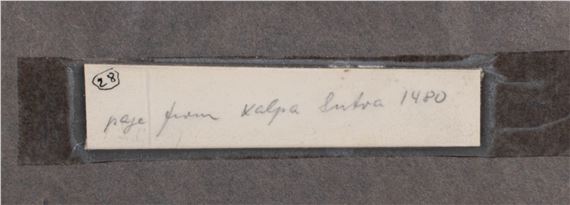 28
page from Kalpa Sutra 1480